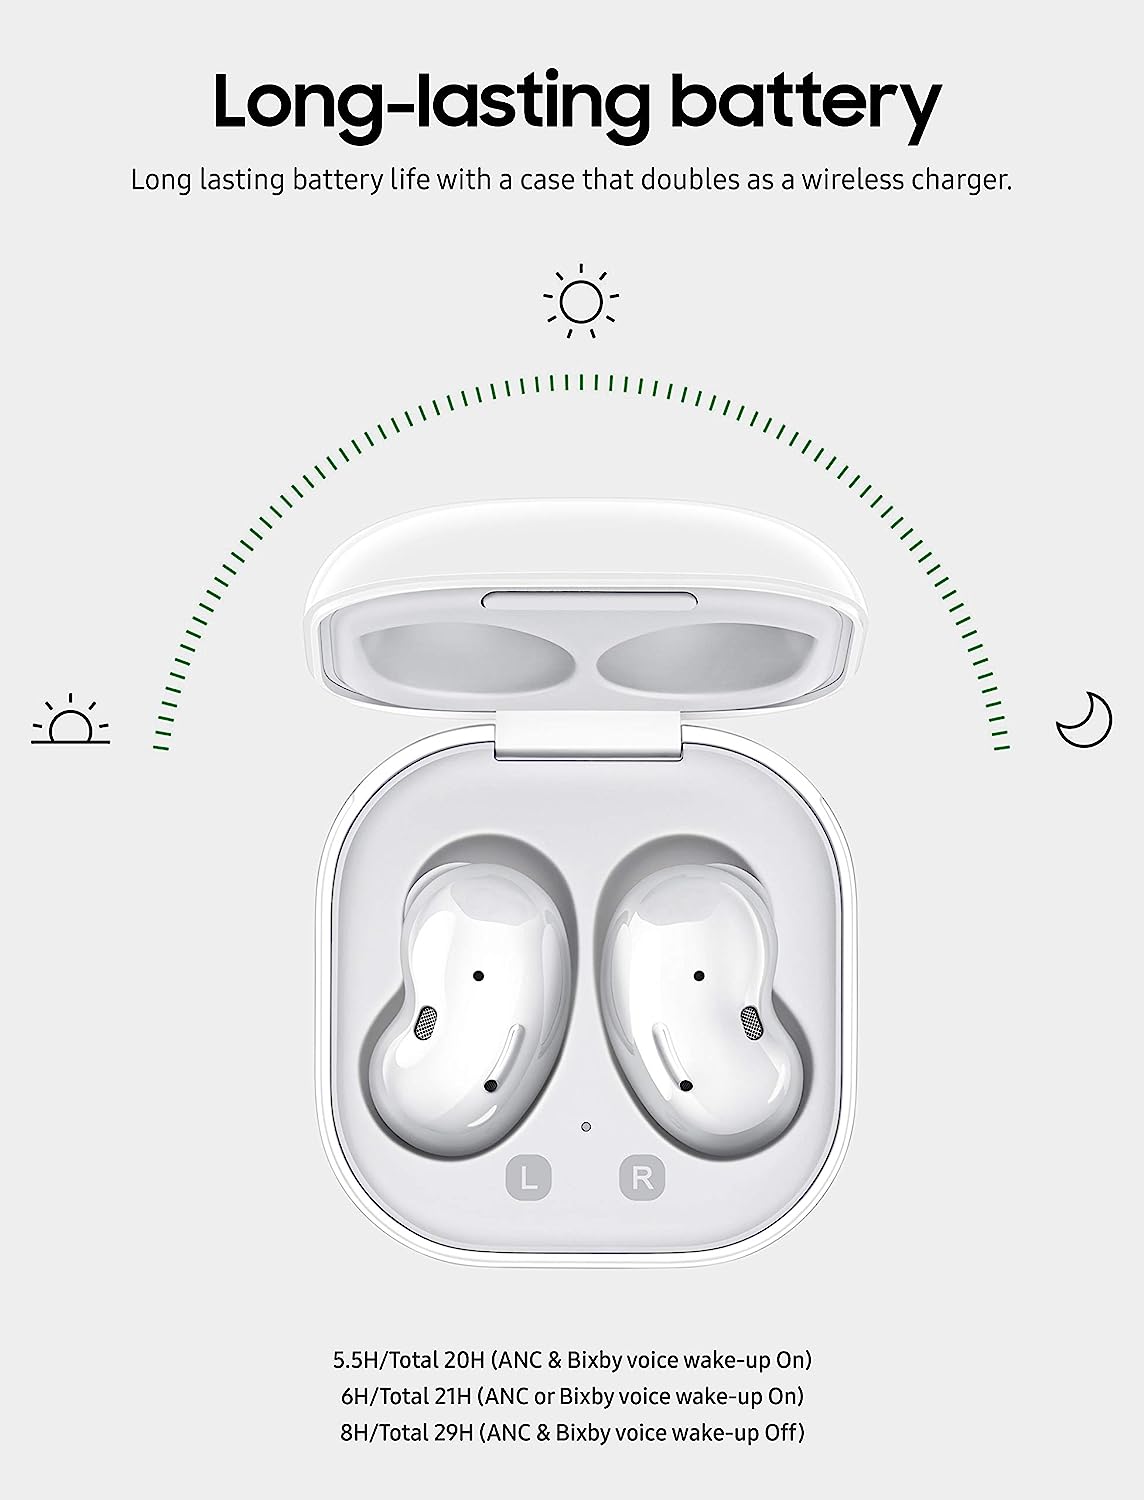 Long-lasting battery
Long lasting battery life with a case that doubles as a wireless charger.
L R
5.5H/Total 20H (ANC & Bixby voice wake-up On)
6H/Total 21H (ANC or Bixby voice wake-up On)
8H/Total 29H (ANC & Bixby voice wake-up Off)